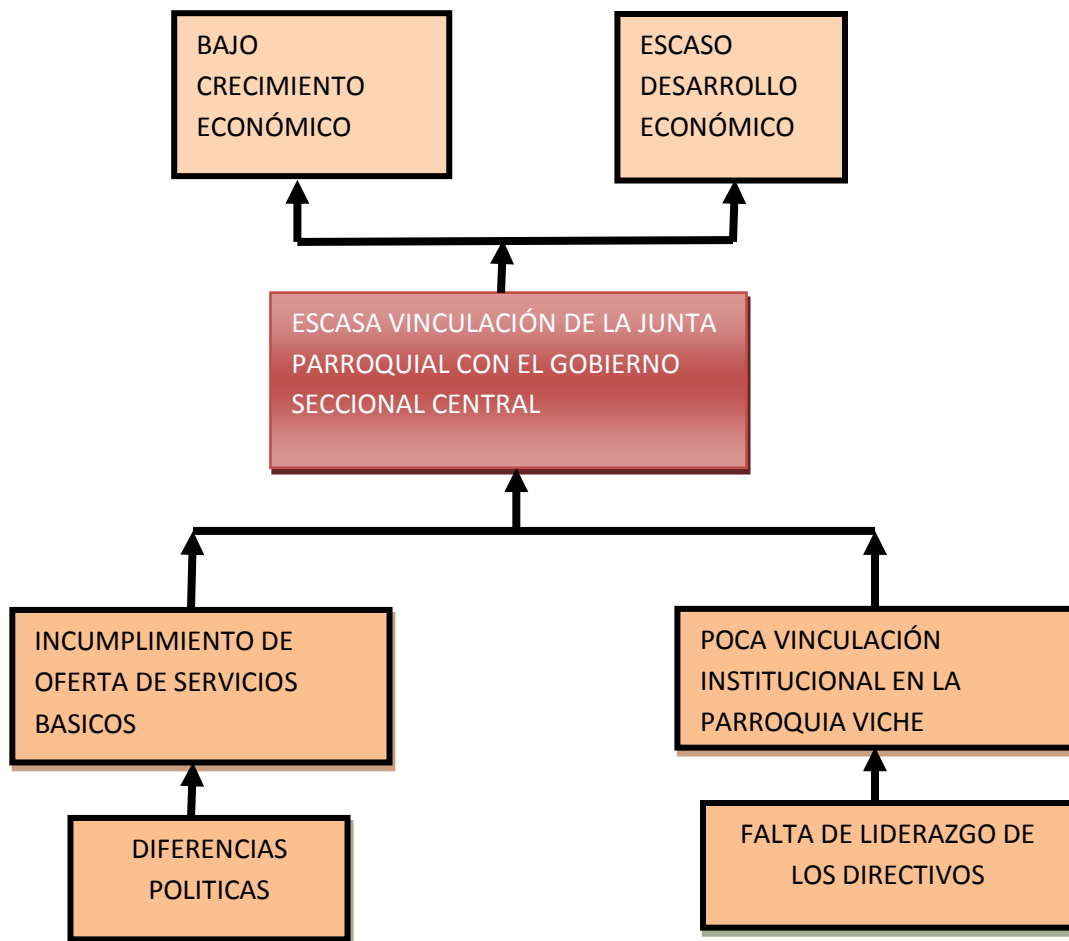 BAJO
CRECIMIENTO
ECONÓMICO
ESCASO
DESARROLLO
ECONÓMICO
ESCASA VINCULACIÓN DE LA JUNTA
PARROQUIAL CON EL GOBIERNO
SECCIONAL CENTRAL
INCUMPLIMIENTO DE
OFERTA DE SERVICIOS
BASICOS
POCA VINCULACIÓN
INSTITUCIONAL EN LA
PARROQUIA VICHE
DIFERENCIAS
POLITICAS
FALTA DE LIDERAZGO DE
LOS DIRECTIVOS